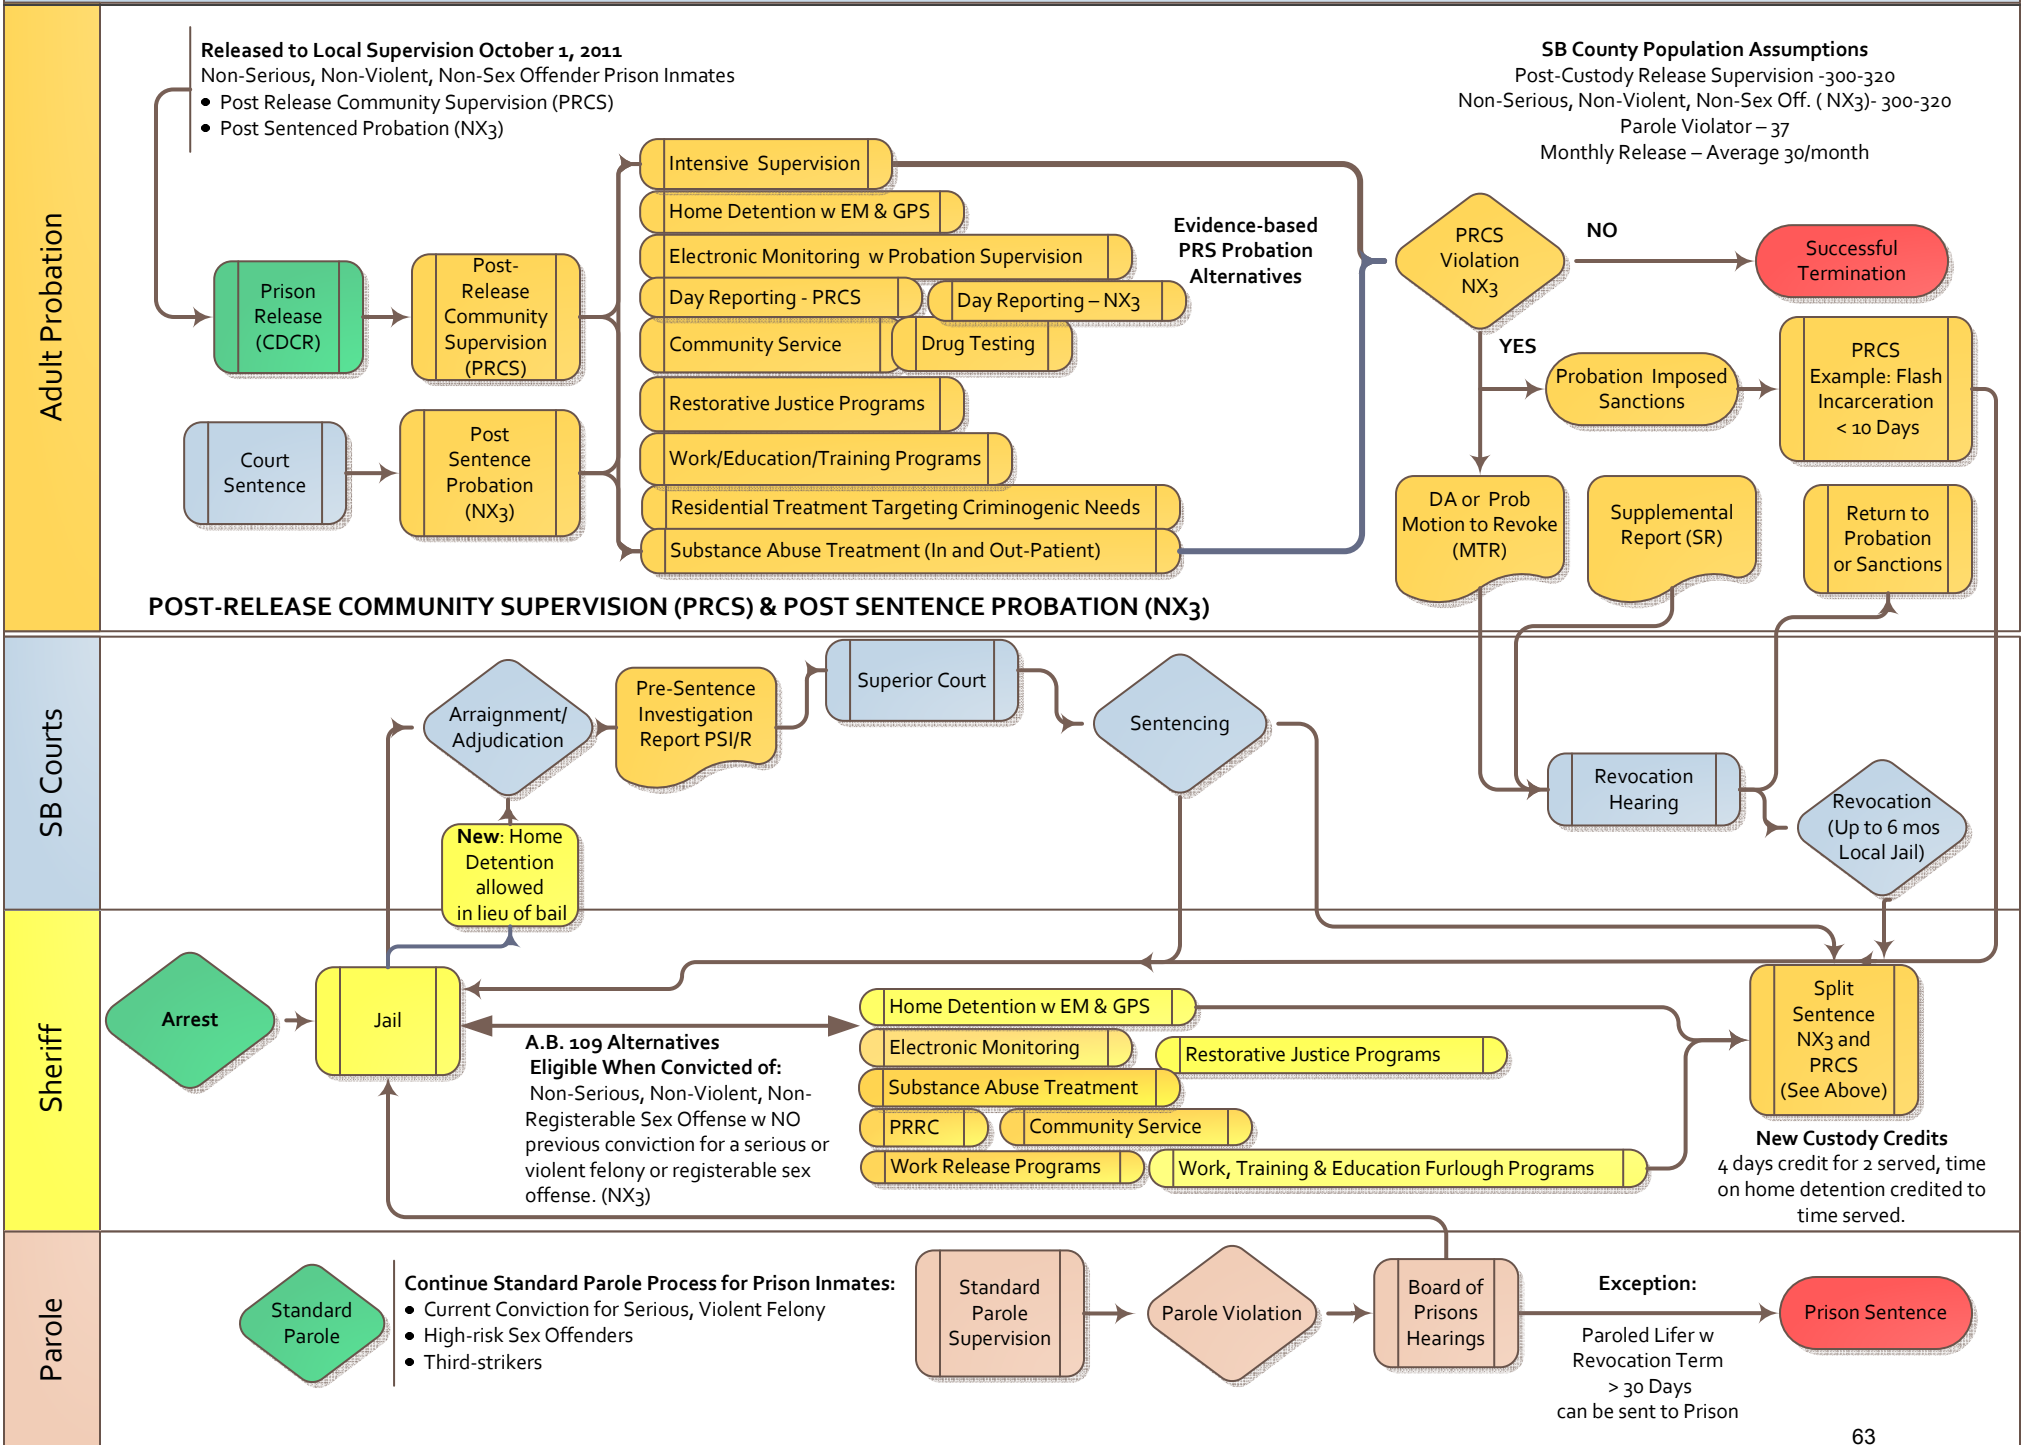 Adult Probation
Released to Local Supervision October 1, 2011
Non-Serious, Non-Violent, Non-Sex Offender Prison Inmates
• Post Release Community Supervision (PRCS)
• Post Sentenced Probation (NX3)
SB County Population Assumptions
Post-Custody Release Supervision -300-320
Non-Serious, Non-Violent, Non-Sex Off. ( NX3)- 300-320
Parole Violator – 37
Monthly Release – Average 30/month
Prison
Release
(CDCR)
Post-
Release
Community
Supervision
(PRCS)
Court
Sentence
Post
Sentence
Probation
(NX3)
Intensive Supervision
Home Detention w EM & GPS
Electronic Monitoring w Probation Supervision
Day Reporting - PRCS
Day Reporting – NX3
Community Service
Drug Testing
Restorative Justice Programs
Work/Education/Training Programs
Residential Treatment Targeting Criminogenic Needs
Substance Abuse Treatment (In and Out-Patient)
Evidence-based
PRS Probation
Alternatives
PRCS
Violation
NX3
NO
Successful
Termination
YES
Probation Imposed
Sanctions
PRCS
Example: Flash
Incarceration
< 10 Days
DA or Prob
Motion to Revoke
(MTR)
Supplemental
Report (SR)
Return to
Probation
or Sanctions
POST-RELEASE COMMUNITY SUPERVISION (PRCS) & POST SENTENCE PROBATION (NX3)
SB Courts
Arraignment/
Adjudication
Pre-Sentence
Investigation
Report PSI/R
Superior Court
Sentencing
Revocation
Hearing
Revocation
(Up to 6 mos
Local Jail)
New: Home
Detention
allowed
in lieu of bail
Sheriff
Arrest
Jail
A.B. 109 Alternatives
Eligible When Convicted of:
Non-Serious, Non-Violent, Non-
Registerable Sex Offense w NO
previous conviction for a serious or
violent felony or registerable sex
offense. (NX3)
Home Detention w EM & GPS
Electronic Monitoring
Restorative Justice Programs
Substance Abuse Treatment
PRRC
Community Service
Work Release Programs
Work, Training & Education Furlough Programs
Split
Sentence
NX3 and
PRCS
(See Above)
New Custody Credits
4 days credit for 2 served, time
on home detention credited to
time served.
Parole
Standard
Parole
Continue Standard Parole Process for Prison Inmates:
• Current Conviction for Serious, Violent Felony
• High-risk Sex Offenders
• Third-strikers
Standard
Parole
Supervision
Parole Violation
Board of
Prisons
Hearings
Exception:
Paroled Lifer w
Revocation Term
> 30 Days
can be sent to Prison
Prison Sentence
63